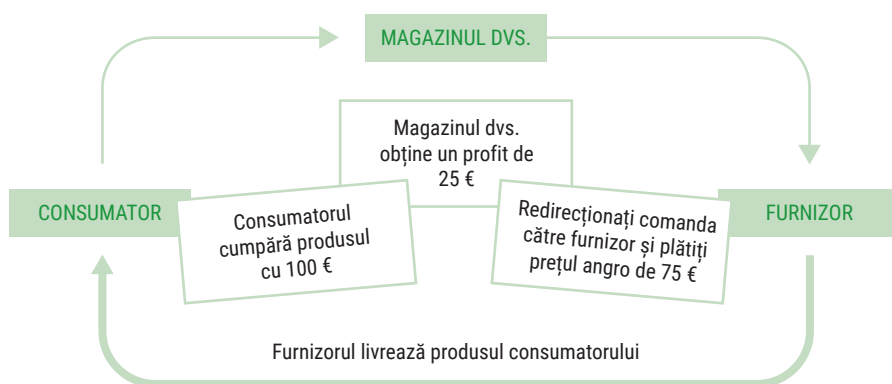 MAGAZINUL DVS.
Magazinul dvs.
obține un profit de
25 €
CONSUMATOR
Consumatorul
cumpără produsul
cu 100 €
Redirecționați comanda
către furnizor și plătiți
prețul angro de 75 €
FURNIZOR
Furnizorul livrează produsul consumatorului